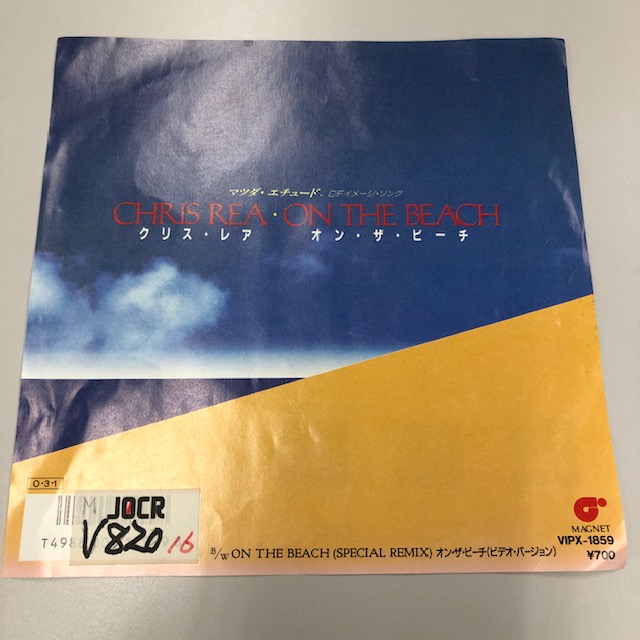 マツダ・エチュード、CFイメージ・ソング
CHRIS REA・ON THE BEACH
クリス・レア オン・ザ・ビーチ
0・3・1
M JOCR
T4988
V820 16
MAGNET
VIPX-1859
¥700
B/W ON THE BEACH (SPECIAL REMIX) オン・ザ・ビーチ(ビデオ・バージョン)